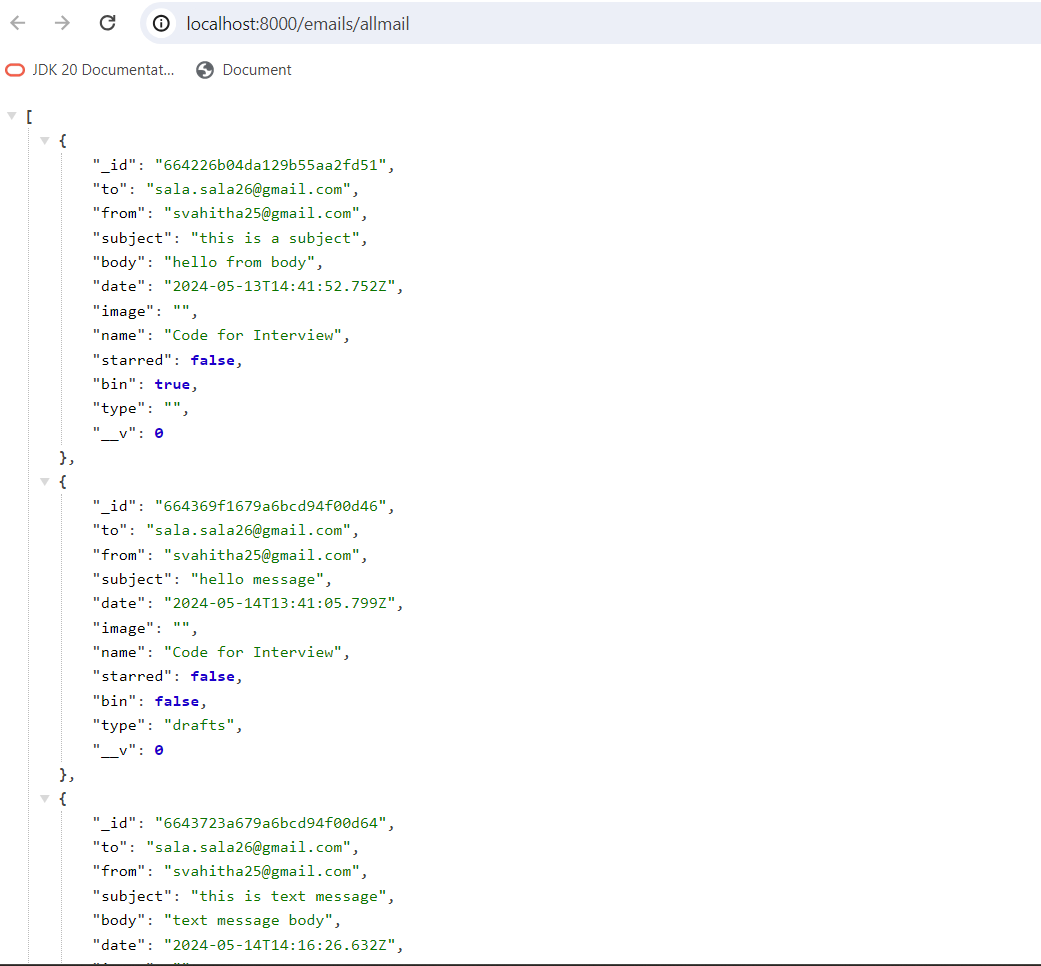 localhost:8000/emails/allmail
JDK 20 Documentat... Document
[
{
"_id": "664226b04da129b55aa2fd51",
"to": "sala.sala26@gmail.com",
"from": "svahitha25@gmail.com",
"subject": "this is a subject",
"body": "hello from body",
"date": "2024-05-13T14:41:52.752Z",
"image": "",
"name": "Code for Interview",
"starred": false,
"bin": true,
"type": "",
"__v": 0
},
{
"_id": "664369f1679a6bcd94f00d46",
"to": "sala.sala26@gmail.com",
"from": "svahitha25@gmail.com",
"subject": "hello message",
"date": "2024-05-14T13:41:05.799Z",
"image": "",
"name": "Code for Interview",
"starred": false,
"bin": false,
"type": "drafts",
"__v": 0
},
{
"_id": "6643723a679a6bcd94f00d64",
"to": "sala.sala26@gmail.com",
"from": "svahitha25@gmail.com",
"subject": "this is text message",
"body": "text message body",
"date": "2024-05-14T14:16:26.632Z",